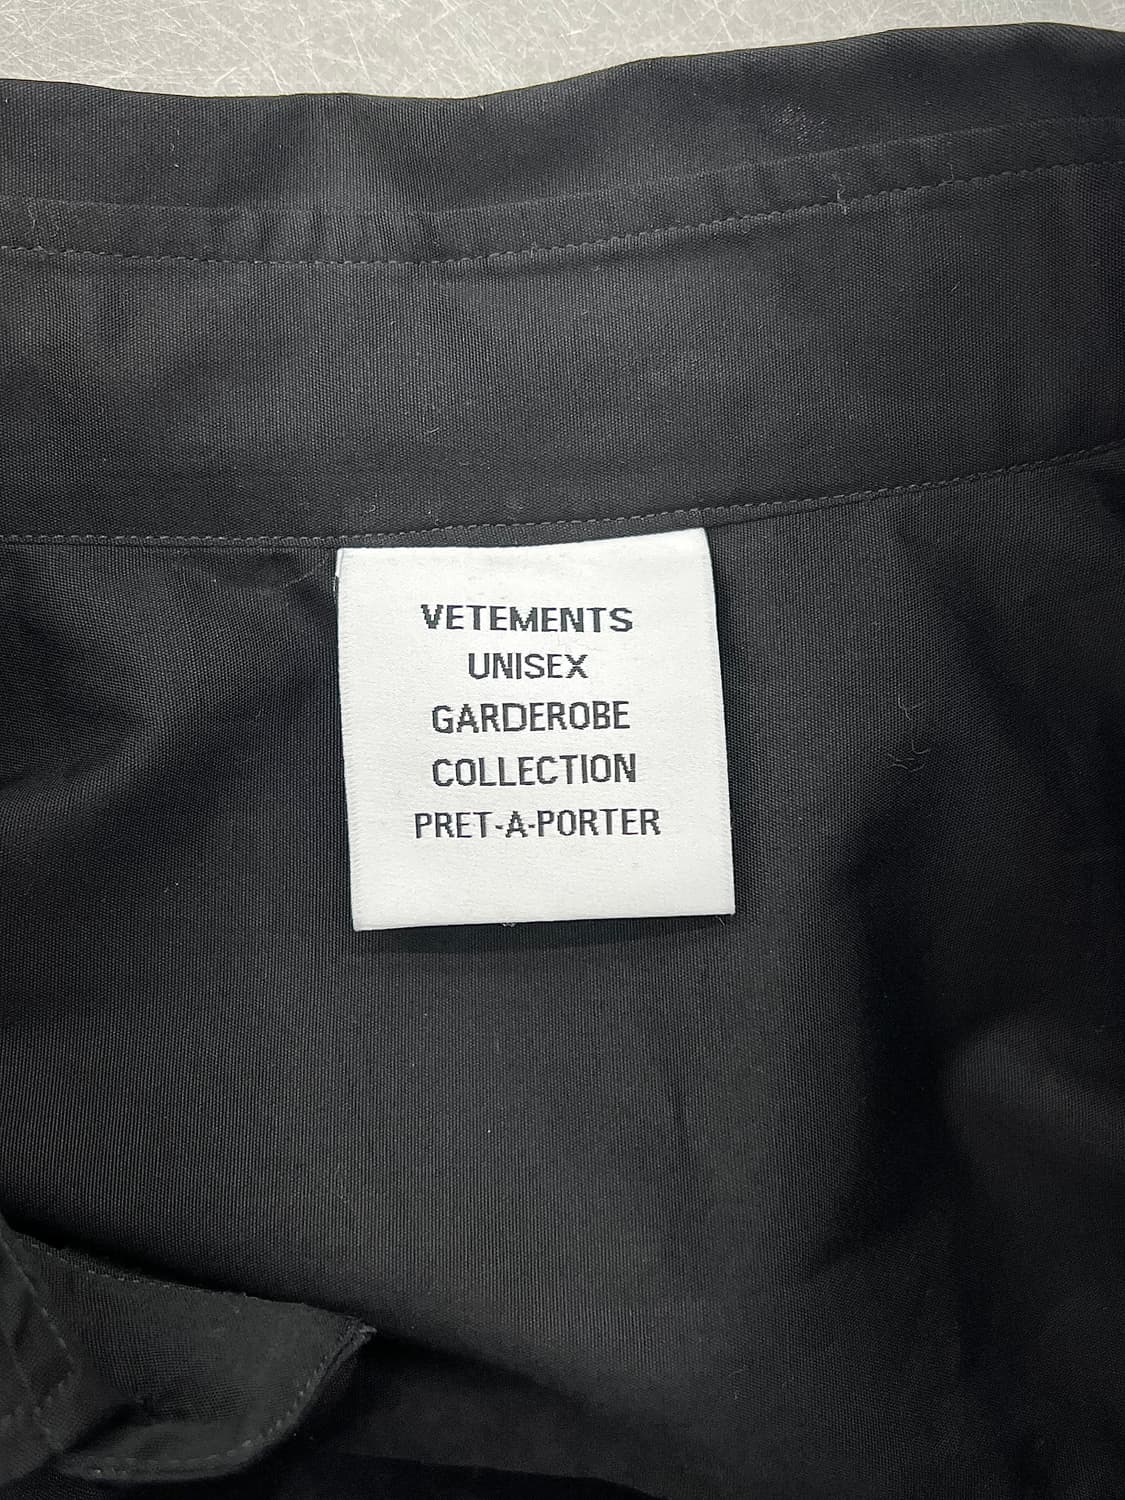 VETEMENTS
UNISEX
GARDEROBE
COLLECTION
PRET-A-PORTER